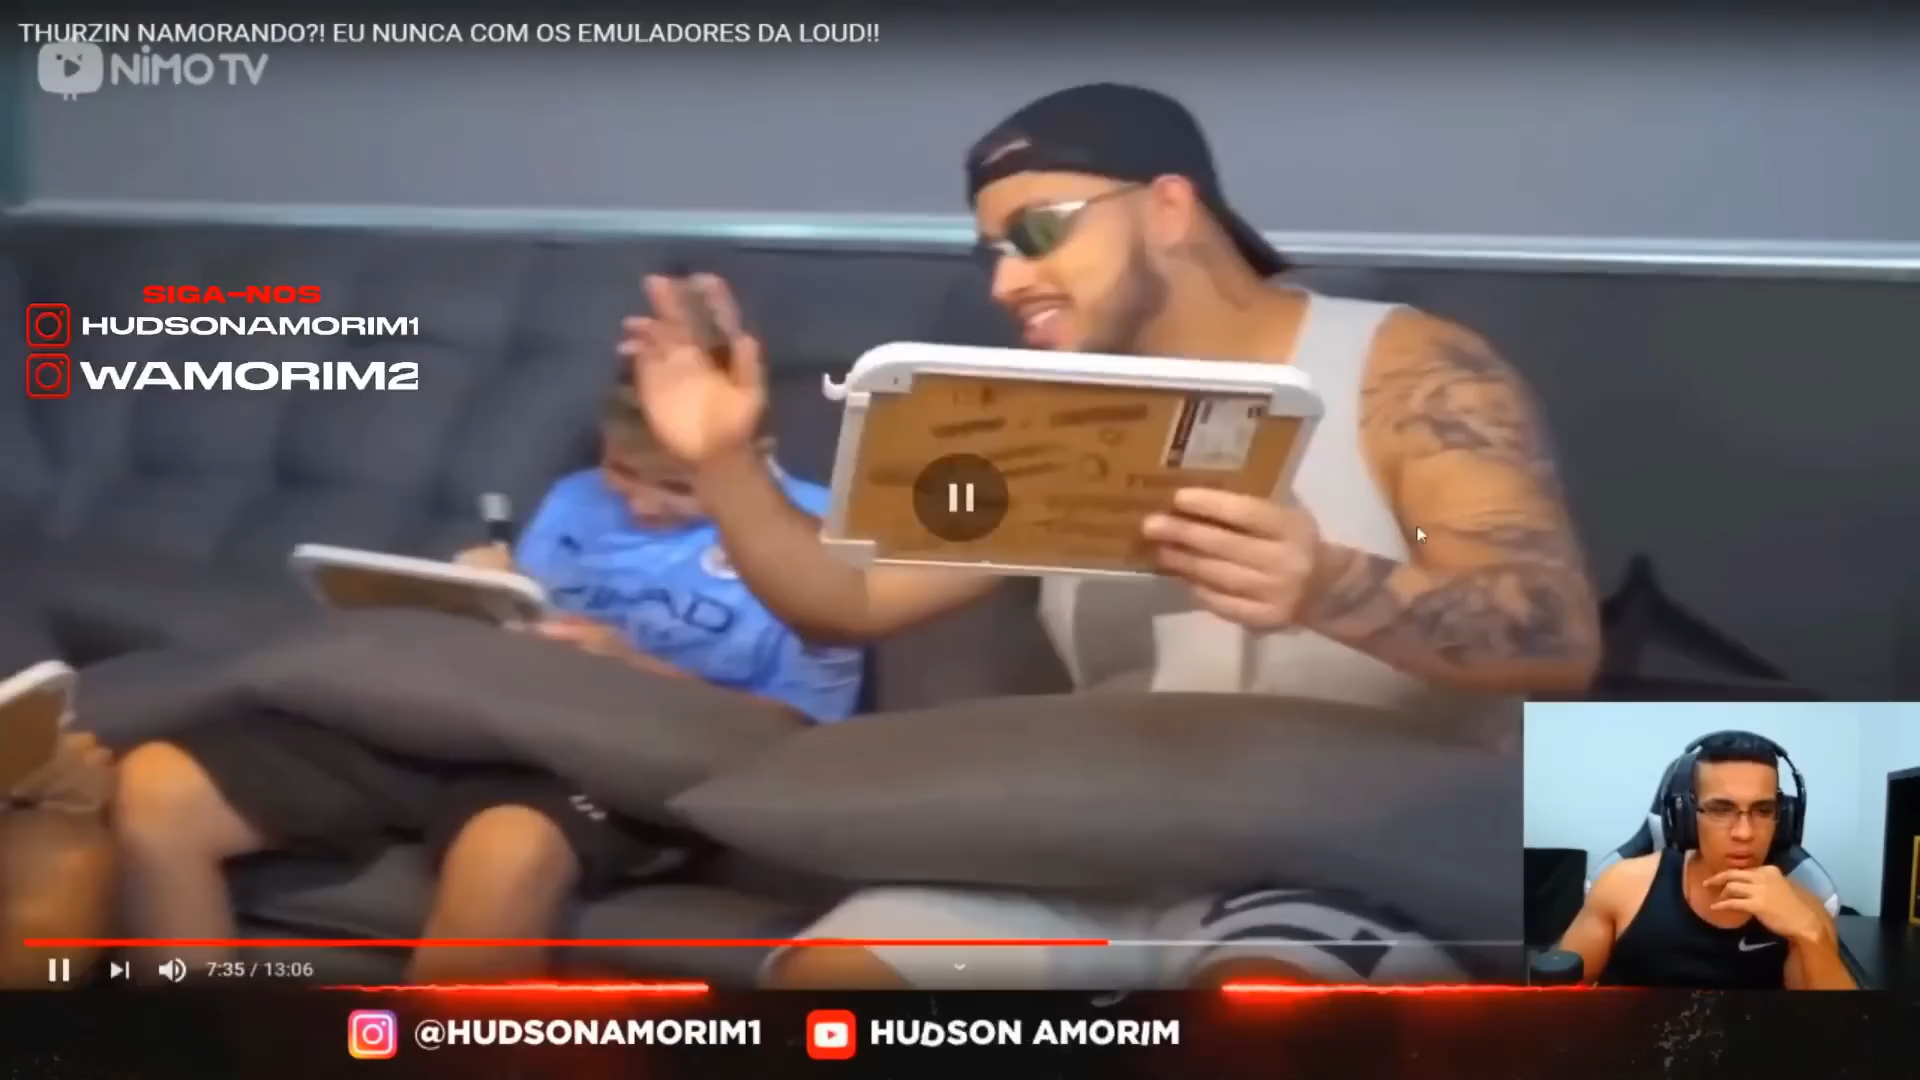 THURZIN NAMORANDO?! EU NUNCA COM OS EMULADORES DA LOUD!!
NIMO TV
SIGA-NOS
HUDSONAMORIM1
WAMORIM2
7:35 / 13:06
@HUDSONAMORIM1
HUDSON AMORIM